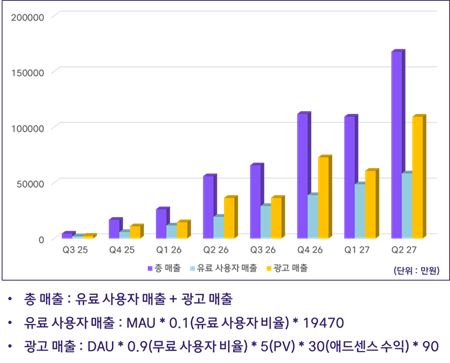 200000
150000
100000
50000
0
Q3 25 Q4 25 Q1 26 Q2 26 Q3 26 Q4 26 Q1 27 Q2 27
총 매출 유료 사용자 매출 광고 매출
(단위 : 만원)
• 총 매출 : 유료 사용자 매출 + 광고 매출
• 유료 사용자 매출 : MAU * 0.1(유료 사용자 비율) * 19470
• 광고 매출 : DAU * 0.9(무료 사용자 비율) * 5(PV) * 30(애드센스 수익) * 90